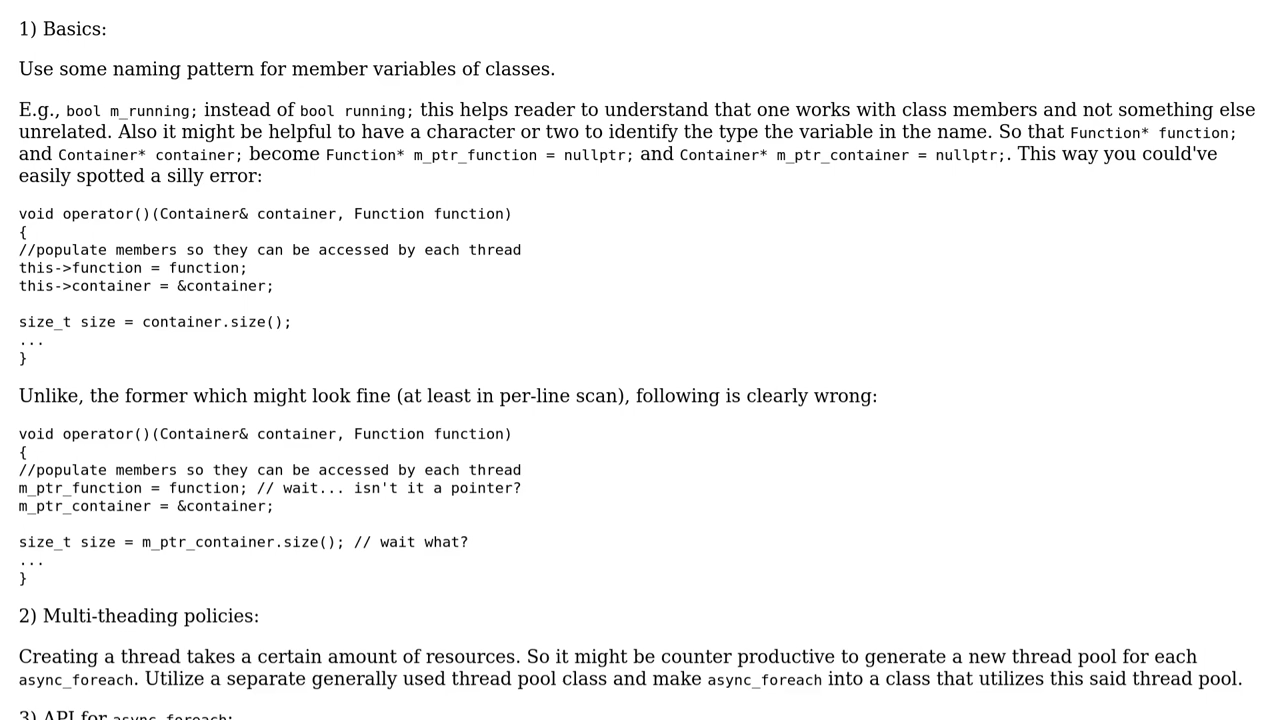 1) Basics:
Use some naming pattern for member variables of classes.
E.g., bool m_running; instead of bool running; this helps reader to understand that one works with class members and not something else
unrelated. Also it might be helpful to have a character or two to identify the type the variable in the name. So that Function* function;
and Container* container; become Function* m_ptr_function = nullptr; and Container* m_ptr_container = nullptr;. This way you could've
easily spotted a silly error:
void operator()(Container& container, Function function)
{
//populate members so they can be accessed by each thread
this->function = function;
this->container = &container;
size_t size = container.size();
...
}
Unlike, the former which might look fine (at least in per-line scan), following is clearly wrong:
void operator()(Container& container, Function function)
{
//populate members so they can be accessed by each thread
m_ptr_function = function; // wait... isn't it a pointer?
m_ptr_container = &container;
size_t size = m_ptr_container.size(); // wait what?
...
}
2) Multi-theading policies:
Creating a thread takes a certain amount of resources. So it might be counter productive to generate a new thread pool for each
async_foreach. Utilize a separate generally used thread pool class and make async_foreach into a class that utilizes this said thread pool.
3) API for async_foreach: